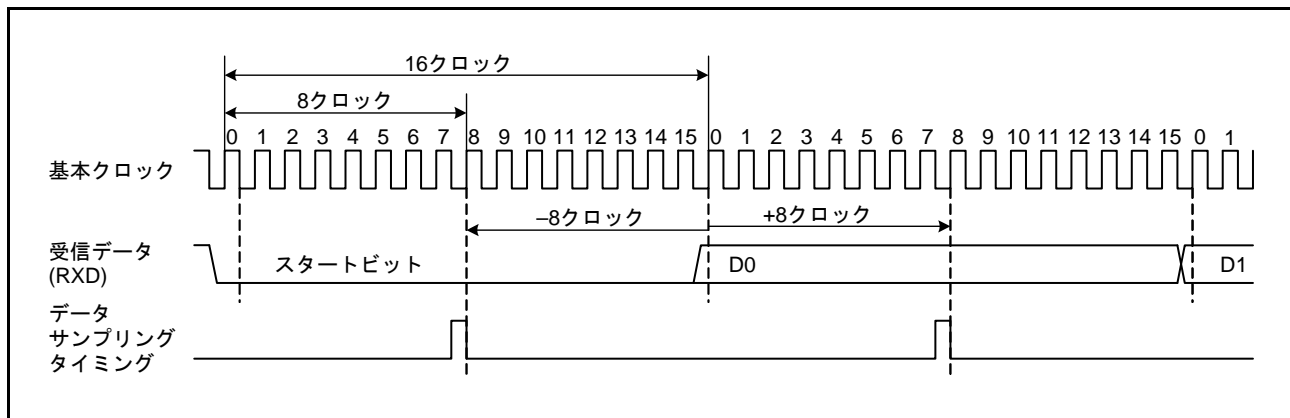 16クロック
8クロック
0 1 2 3 4 5 6 7 8 9 10 11 12 13 14 15 0 1 2 3 4 5 6 7 8 9 10 11 12 13 14 15 0 1
基本クロック
–8クロック
+8クロック
受信データ
(RXD)
スタートビット
D0
D1
データ
サンプリング
タイミング